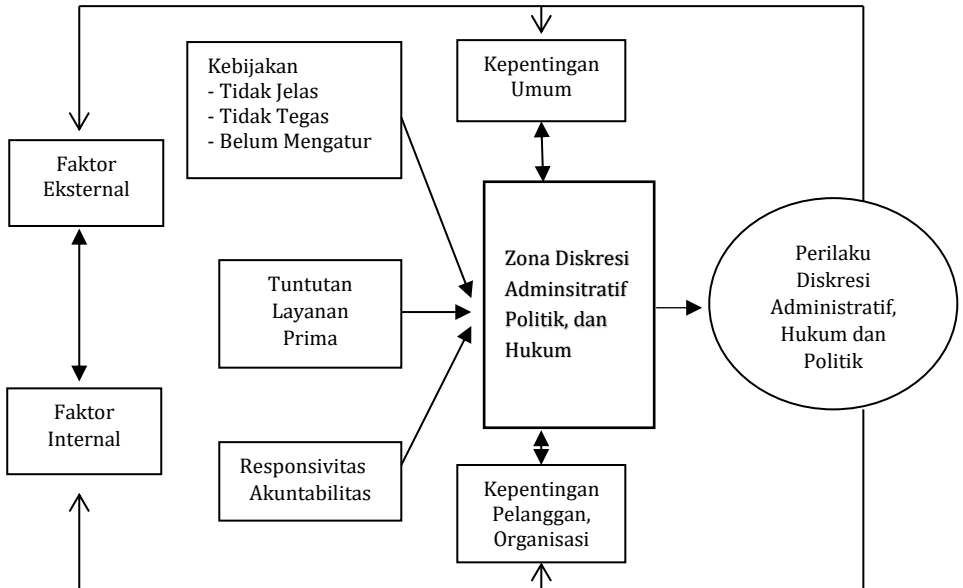 Kebijakan
- Tidak Jelas
- Tidak Tegas
- Belum Mengatur
Kepentingan
Umum
Faktor
Eksternal
Zona Diskresi
Adminsitratif
Politik, dan
Hukum
Perilaku
Diskresi
Administratif,
Hukum dan
Politik
Tuntutan
Layanan
Prima
Faktor
Internal
Responsivitas
Akuntabilitas
Kepentingan
Pelanggan,
Organisasi